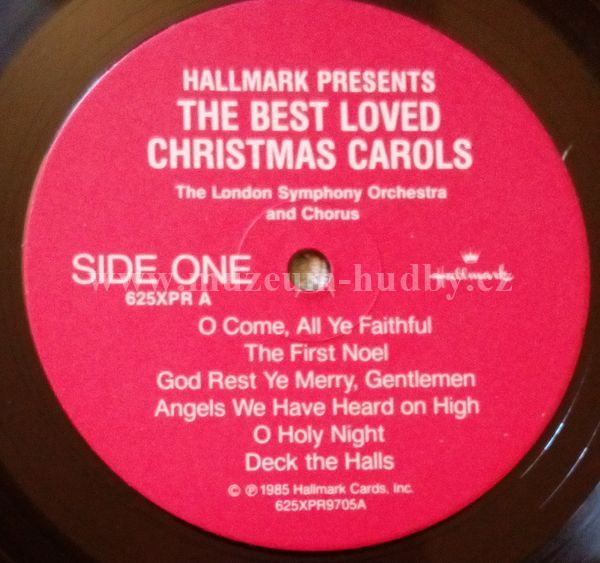 HALLMARK PRESENTS
THE BEST LOVED
CHRISTMAS CAROLS
The London Symphony Orchestra
and Chorus
SIDE ONE
Hallmark
www.muzeum-hudby.cz
625XPR A
O Come, All Ye Faithful
The First Noel
God Rest Ye Merry, Gentlemen
Angels We Have Heard on High
O Holy Night
Deck the Halls
© ℗ 1985 Hallmark Cards, Inc.
625XPR9705A